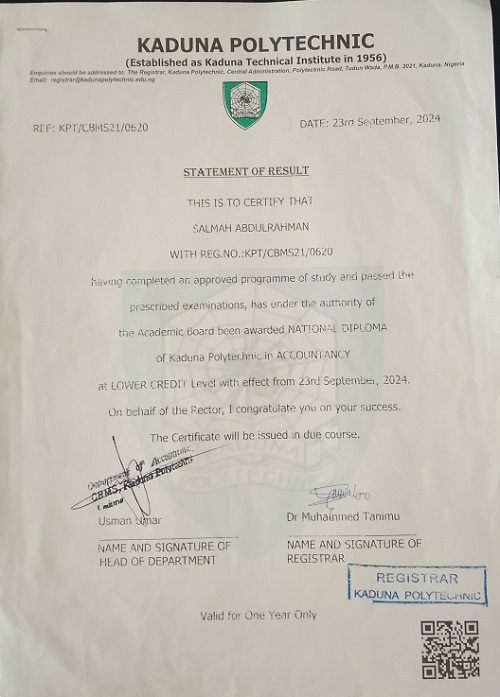 KADUNA POLYTECHNIC
(Established as Kaduna Technical Institute in 1956)
Enquiries should be addressed to: The Registrar, Kaduna Polytechnic, Central Administration, Polytechnic Road, Tudun Wada, P.M.B. 2021, Kaduna, Nigeria
Email: registrar@kadunapolytechnic.edu.ng
REF: KPT/CBMS21/0620
DATE: 23rd September, 2024
STATEMENT OF RESULT
THIS IS TO CERTIFY THAT
SALMAH ABDULRAHMAN
WITH REG.NO.:KPT/CBMS21/0620
having completed an approved programme of study and passed the
prescribed examinations, has under the authority of
the Academic Board been awarded NATIONAL DIPLOMA
of Kaduna Polytechnic in ACCOUNTANCY
at LOWER CREDIT Level with effect from 23rd September, 2024.
On behalf of the Rector, I congratulate you on your success.
The Certificate will be issued in due course.
KADUNA
POLYTECHNIC
Department of
CBMS, Kaduna Polytechnic
Usman Umar
Dr Muhainmed Tanimu
NAME AND SIGNATURE OF
HEAD OF DEPARTMENT
NAME AND SIGNATURE OF
REGISTRAR
REGISTRAR
KADUNA POLYTECHNIC
Valid for One Year Only